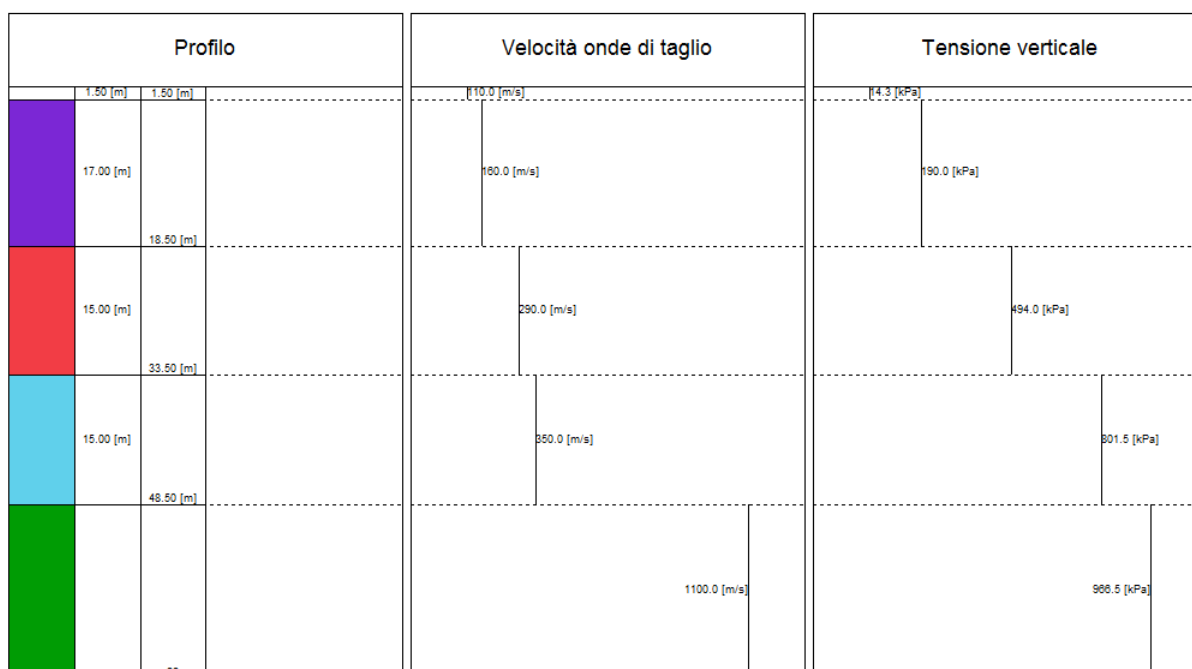 Profilo
Velocità onde di taglio
Tensione verticale
1.50 [m]
1.50 [m]
110.0 [m/s]
14.3 [kPa]
17.00 [m]
160.0 [m/s]
190.0 [kPa]
18.50 [m]
15.00 [m]
290.0 [m/s]
494.0 [kPa]
33.50 [m]
15.00 [m]
350.0 [m/s]
801.5 [kPa]
48.50 [m]
1100.0 [m/s]
966.5 [kPa]